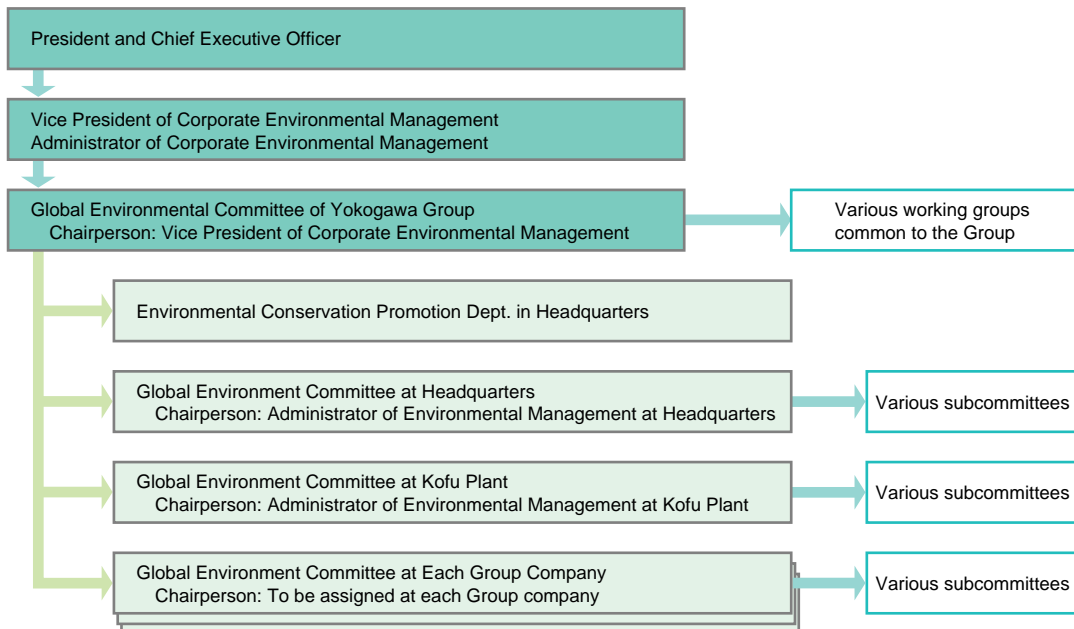 President and Chief Executive Officer
Vice President of Corporate Environmental Management
Administrator of Corporate Environmental Management
Global Environmental Committee of Yokogawa Group
Chairperson: Vice President of Corporate Environmental Management
Various working groups
common to the Group
Environmental Conservation Promotion Dept. in Headquarters
Global Environment Committee at Headquarters
Chairperson: Administrator of Environmental Management at Headquarters
Various subcommittees
Global Environment Committee at Kofu Plant
Chairperson: Administrator of Environmental Management at Kofu Plant
Various subcommittees
Global Environment Committee at Each Group Company
Chairperson: To be assigned at each Group company
Various subcommittees